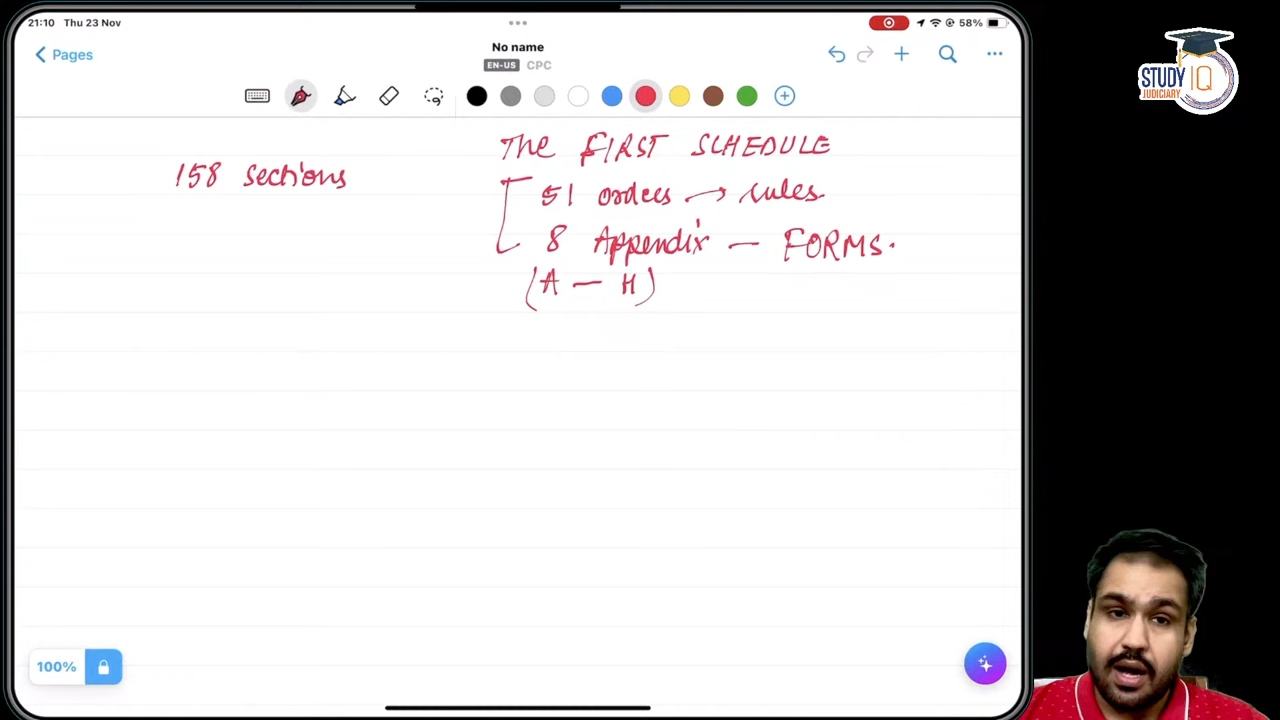 21:10 Thu 23 Nov
58%
Pages
No name
EN-US CPC
STUDY IQ
JUDICIARY
The FIRST SCHEDULE
158 sections
51 orders → rules
8 Appendix — FORMS.
(A — H)
100%